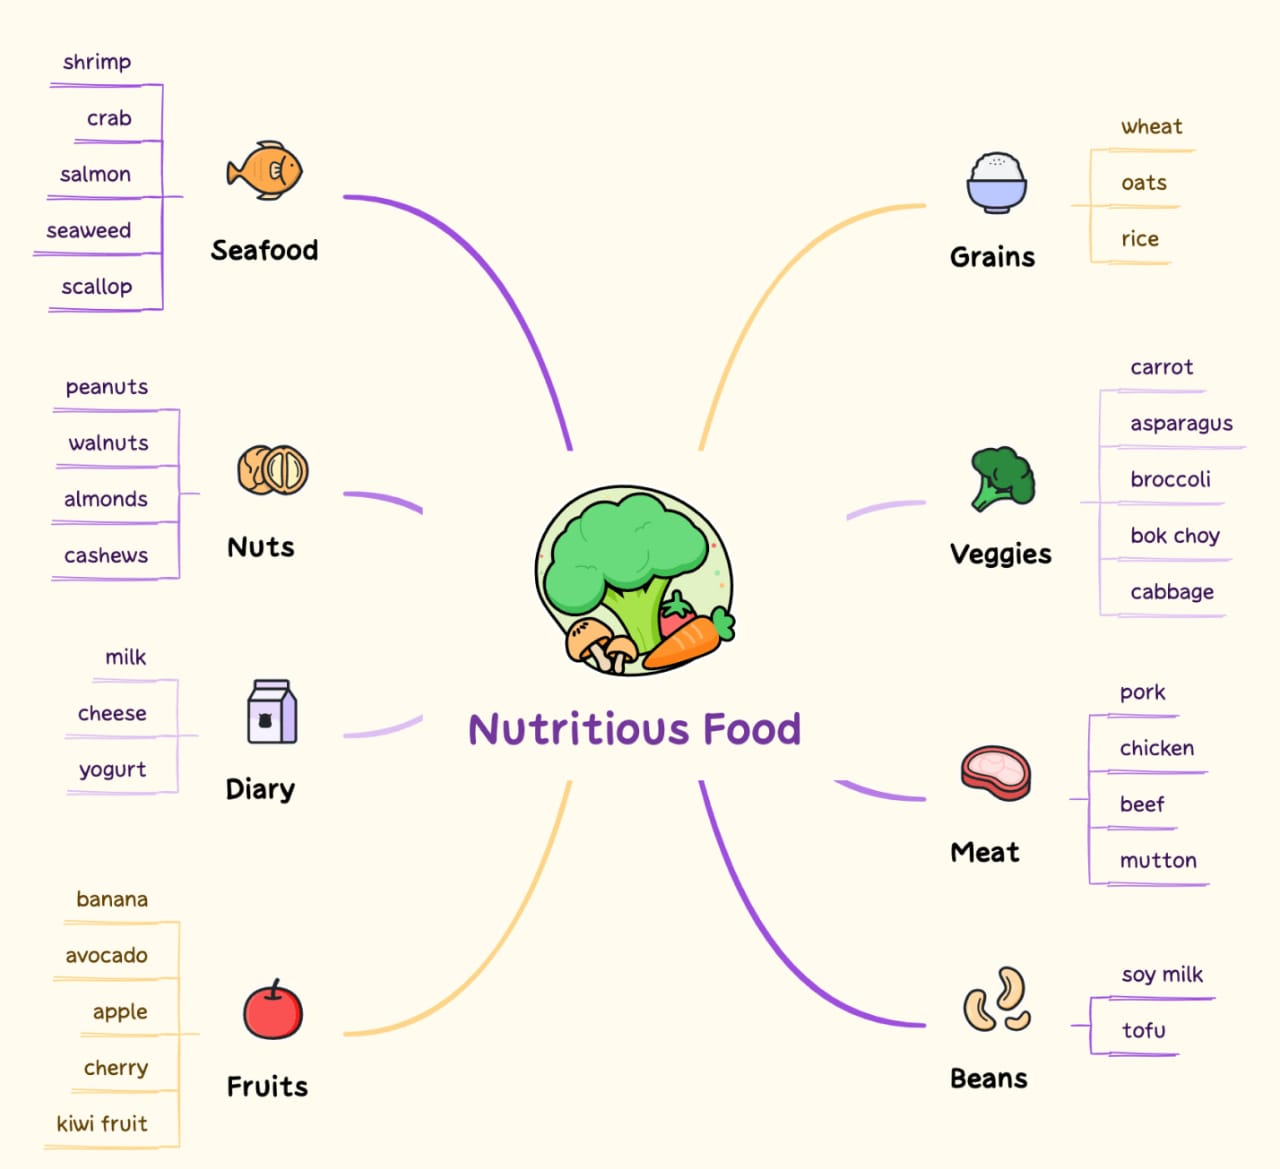 shrimp
crab
salmon
seaweed
scallop
Seafood
peanuts
walnuts
almonds
cashews
Nuts
milk
cheese
yogurt
Diary
banana
avocado
apple
cherry
kiwi fruit
Fruits
Nutritious Food
Grains
wheat
oats
rice
Veggies
carrot
asparagus
broccoli
bok choy
cabbage
Meat
pork
chicken
beef
mutton
Beans
soy milk
tofu